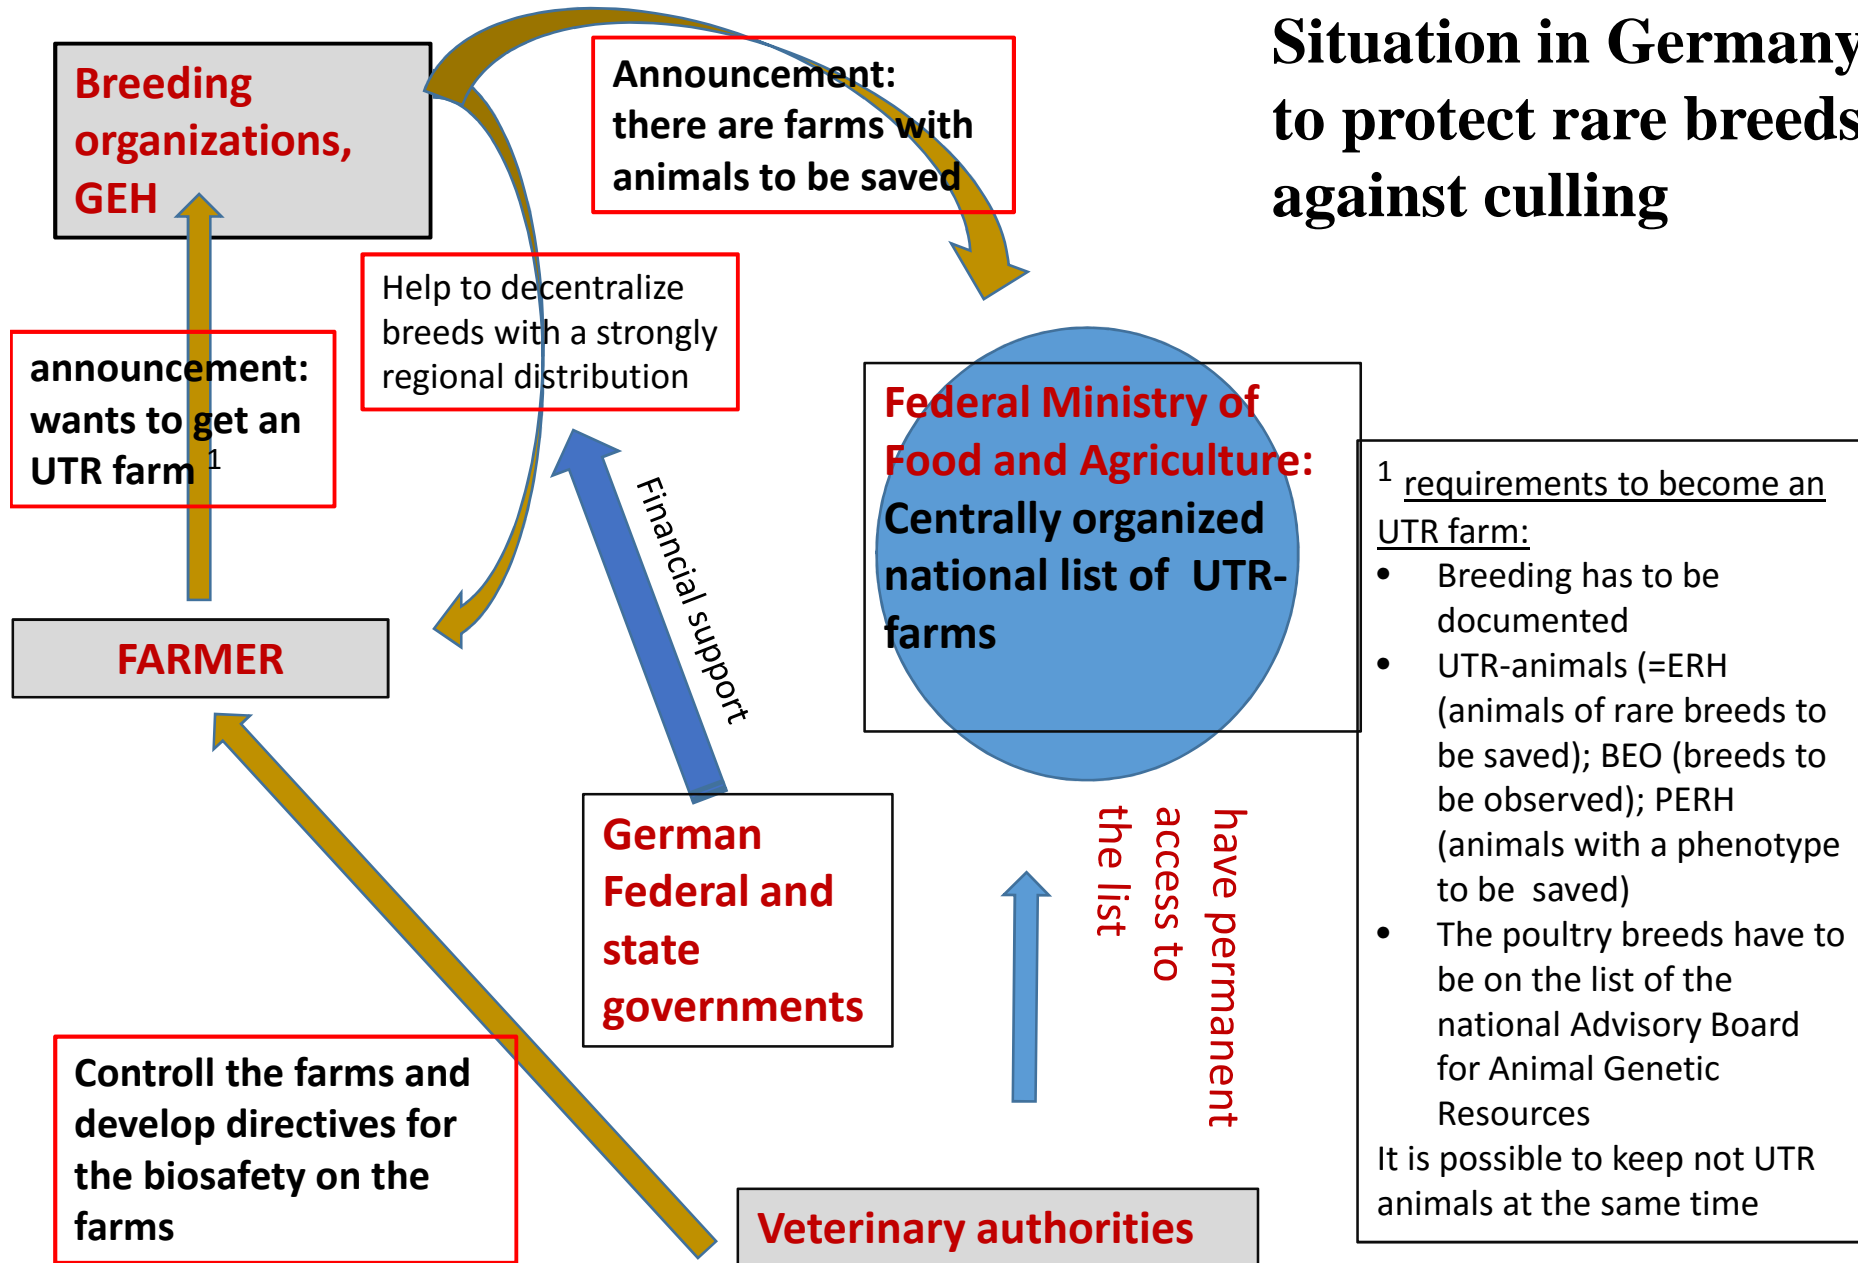 Situation in Germany
to protect rare breeds
against culling
Breeding
organizations,
GEH
Announcement:
there are farms with
animals to be saved
Help to decentralize
breeds with a strongly
regional distribution
announcement:
wants to get an
UTR farm 1
FARMER
Financial support
Federal Ministry of
Food and Agriculture:
Centrally organized
national list of UTR-
farms
German
Federal and
state
governments
have permanent
access to
the list
Controll the farms and
develop directives for
the biosafety on the
farms
Veterinary authorities
1 requirements to become an
UTR farm:
• Breeding has to be
documented
• UTR-animals (=ERH
(animals of rare breeds to
be saved); BEO (breeds to
be observed); PERH
(animals with a phenotype
to be saved)
• The poultry breeds have to
be on the list of the
national Advisory Board
for Animal Genetic
Resources
It is possible to keep not UTR
animals at the same time